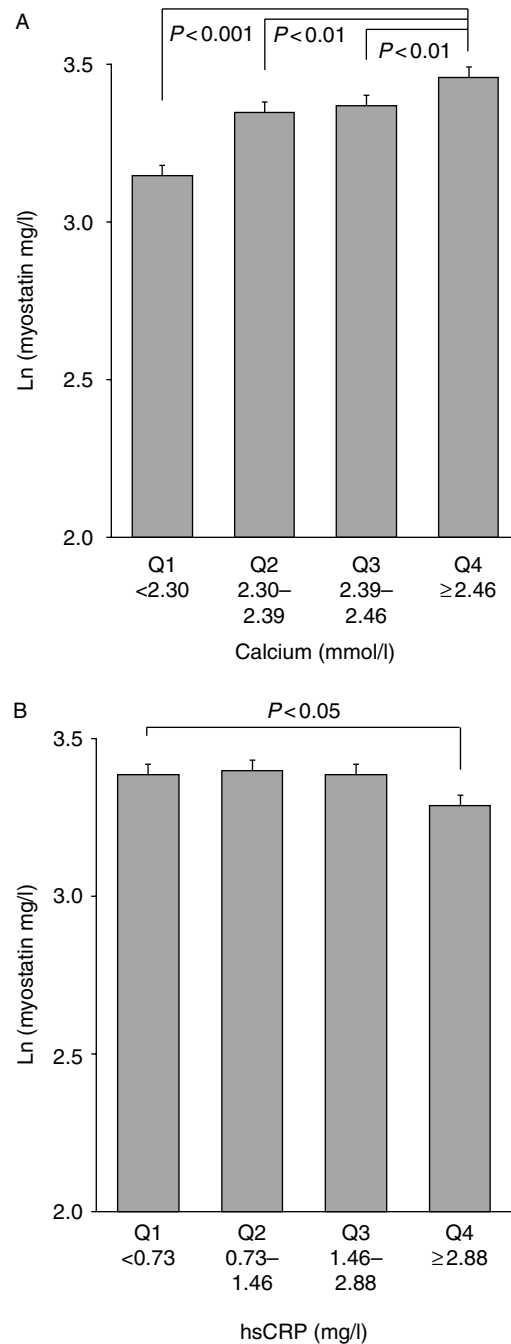 A
P<0.001
P<0.01
P<0.01
3.5
3.0
2.5
2.0
Ln (myostatin mg/l)
Q1 Q2 Q3 Q4
<2.30 2.30– 2.39– ≥2.46
2.39 2.46
Calcium (mmol/l)
B
P<0.05
3.5
3.0
2.5
2.0
Ln (myostatin mg/l)
Q1 Q2 Q3 Q4
<0.73 0.73– 1.46– ≥2.88
1.46 2.88
hsCRP (mg/l)